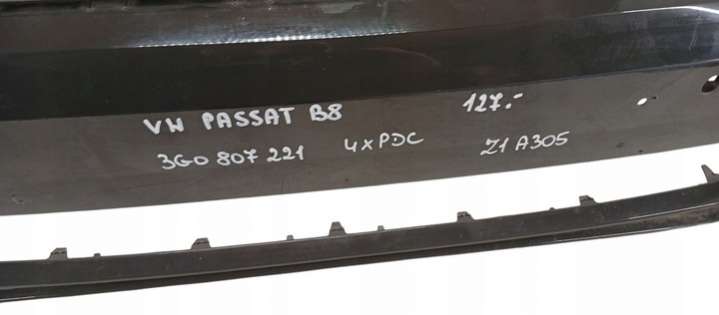 VW PASSAT B8 127.-
3G0 807 221 4xPDC Z1 A305